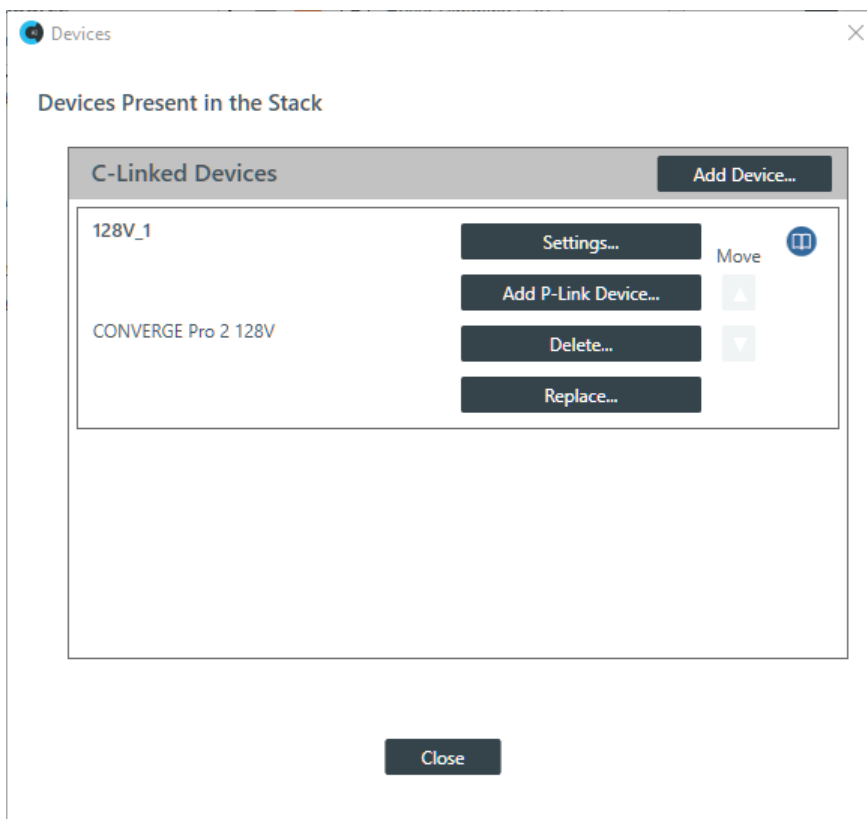 Devices
Devices Present in the Stack
C-Linked Devices
Add Device...
128V_1
Settings...
Move
Add P-Link Device...
CONVERGE Pro 2 128V
Delete...
Replace...
Close